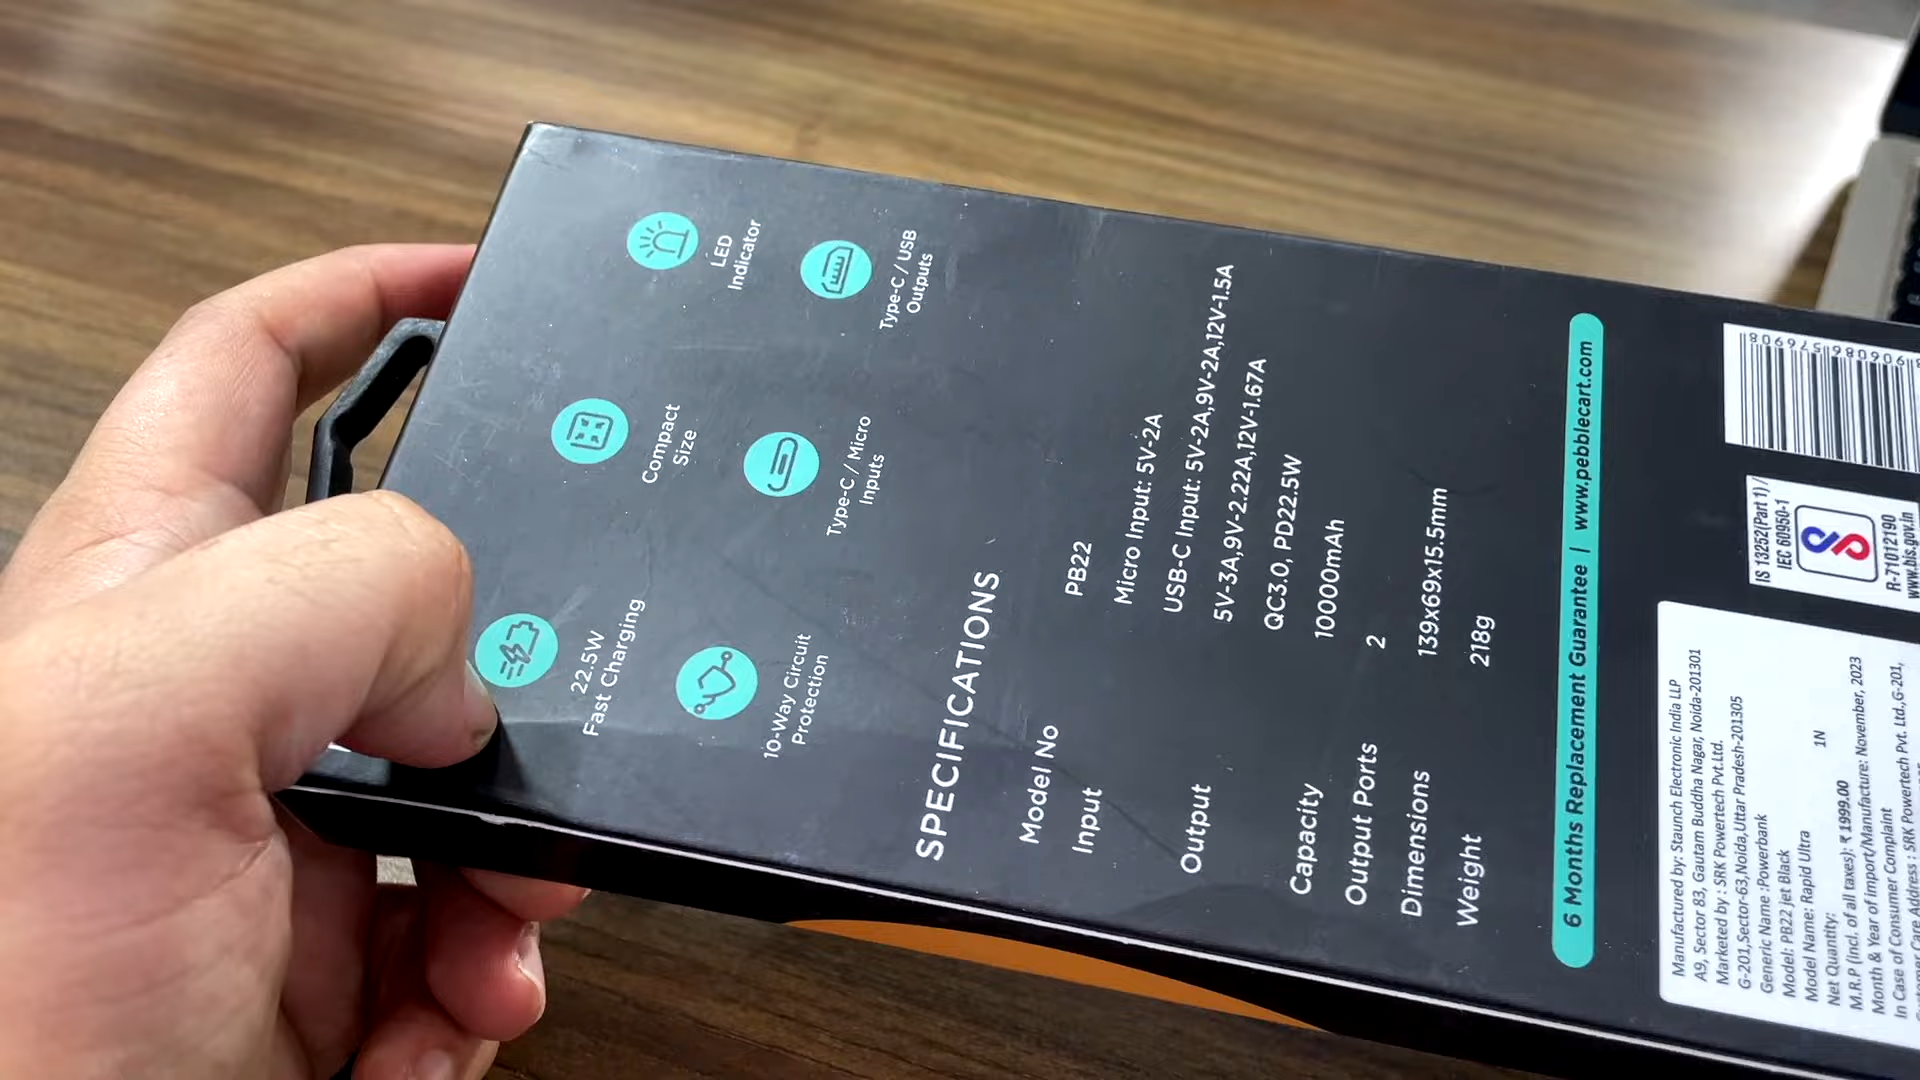 22.5W
Fast Charging
Compact
Size
LED
Indicator
10-Way Circuit
Protection
Type-C / Micro
Inputs
Type-C / USB
Outputs
SPECIFICATIONS
Model No PB22
Input Micro Input: 5V-2A
USB-C Input: 5V-2A,9V-2A,12V-1.5A
Output 5V-3A,9V-2.22A,12V-1.67A
QC3.0, PD22.5W
Capacity 10000mAh
Output Ports 2
Dimensions 139x69x15.5mm
Weight 218g
6 Months Replacement Guarantee | www.pebblecart.com
Manufactured by: Staunch Electronic India LLP
A9, Sector 83, Gautam Buddha Nagar, Noida-201301
Marketed by : SRK Powertech Pvt.Ltd.
G-201,Sector-63,Noida,Uttar Pradesh-201305
Generic Name :Powerbank
Model: PB22 jet Black
Model Name: Rapid Ultra
Net Quantity: 1N
M.R.P (Incl. of all taxes): ₹ 1999.00
Month & Year of import/Manufacture: November, 2023
In Case of Consumer Complaint
Care Address : SRK Powertech Pvt. Ltd.,G-201,
IS 13252(Part 1) /
IEC 60950-1
R-71012190
www.bis.gov.in